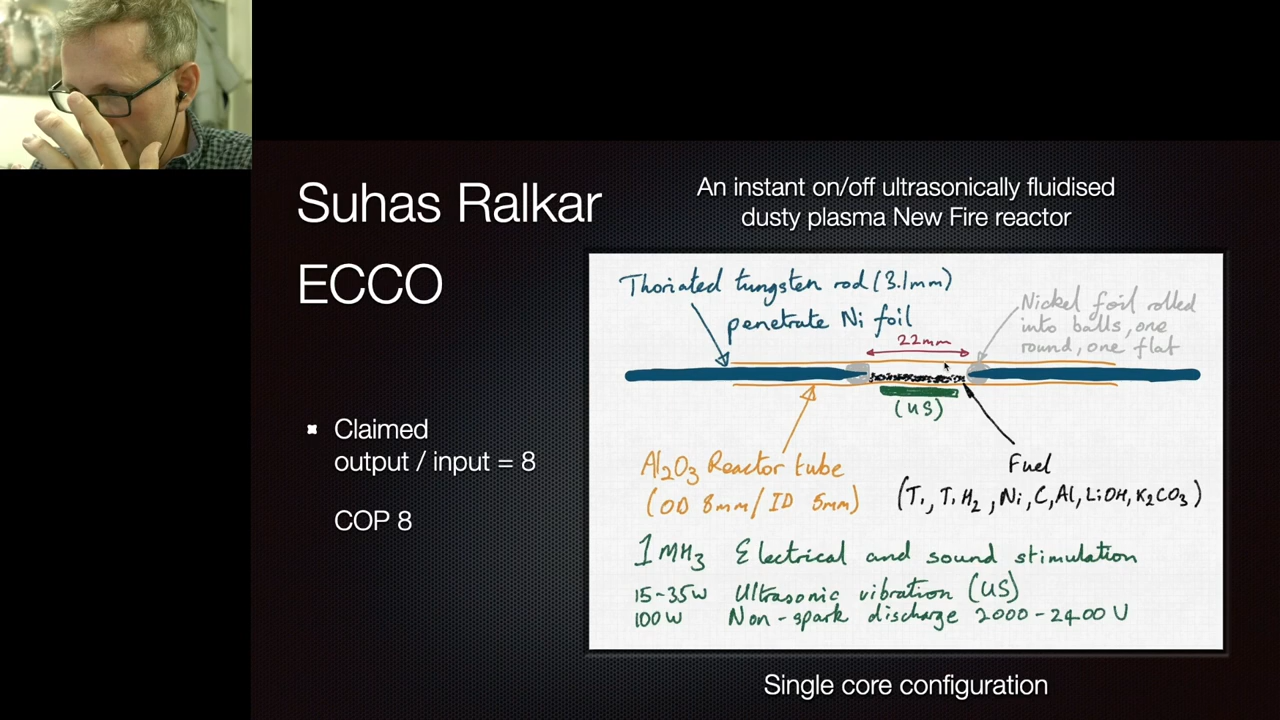 Suhas Ralkar
ECCO
Claimed
output / input = 8
COP 8
An instant on/off ultrasonically fluidised
dusty plasma New Fire reactor
Thoriated tungsten rod (3.1mm)
penetrate Ni foil
Nickel foil rolled
into balls, one
round, one flat
22mm
(US)
Al2O3 Reactor tube
(OD 8mm/ID 5mm)
Fuel
(Ti, TiH2, Ni, C, Al, LiOH, K2CO3)
1MHz Electrical and sound stimulation
15-35W Ultrasonic vibration (US)
100W Non-spark discharge 2000-2400 V
Single core configuration